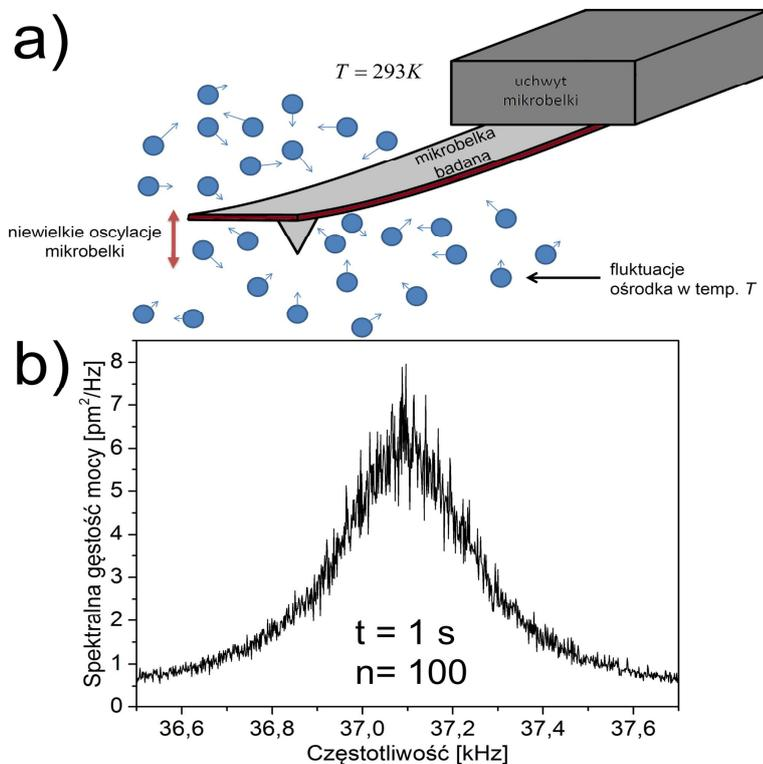 a)
T = 293K
uchwyt
mikrobelki
mikrobelka
badana
niewielkie oscylacje
mikrobelki
fluktuacje
ośrodka w temp. T
b)
Spektralna gęstość mocy [pm²/Hz]
8
7
6
5
4
3
2
1
0
t = 1 s
n= 100
36,6 36,8 37,0 37,2 37,4 37,6
Częstotliwość [kHz]